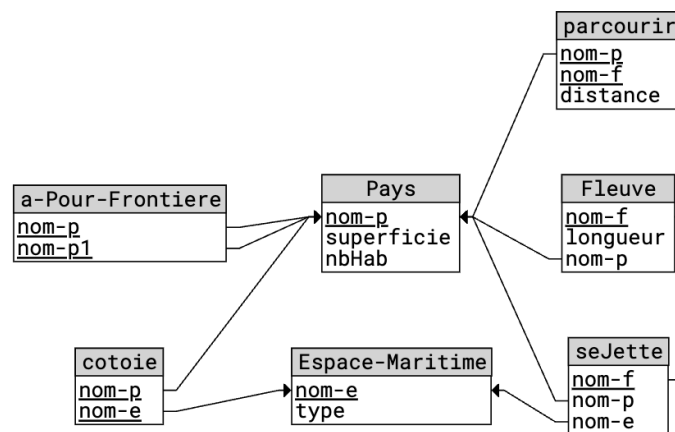 parcourir
nom-p
nom-f
distance
a-Pour-Frontiere
nom-p
nom-p1
Pays
nom-p
superficie
nbHab
Fleuve
nom-f
longueur
nom-p
cotoie
nom-p
nom-e
Espace-Maritime
nom-e
type
seJette
nom-f
nom-p
nom-e